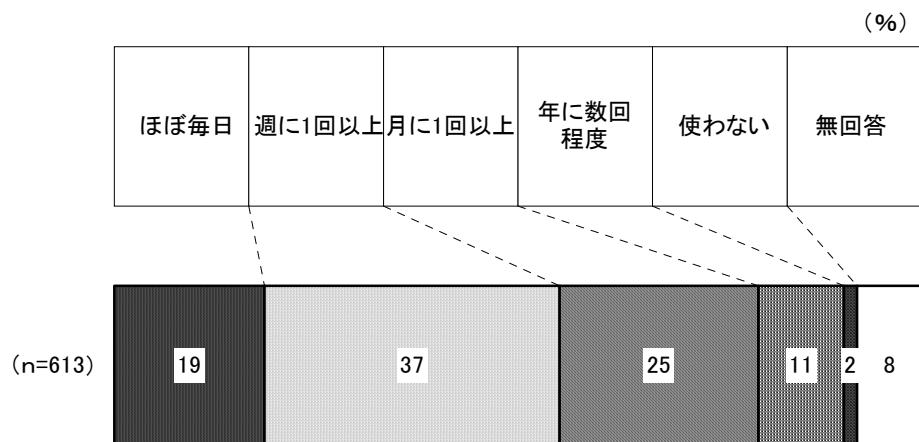 （％）
ほぼ毎日
週に1回以上
月に1回以上
年に数回
程度
使わない
無回答
（n=613）
19
37
25
11
2
8